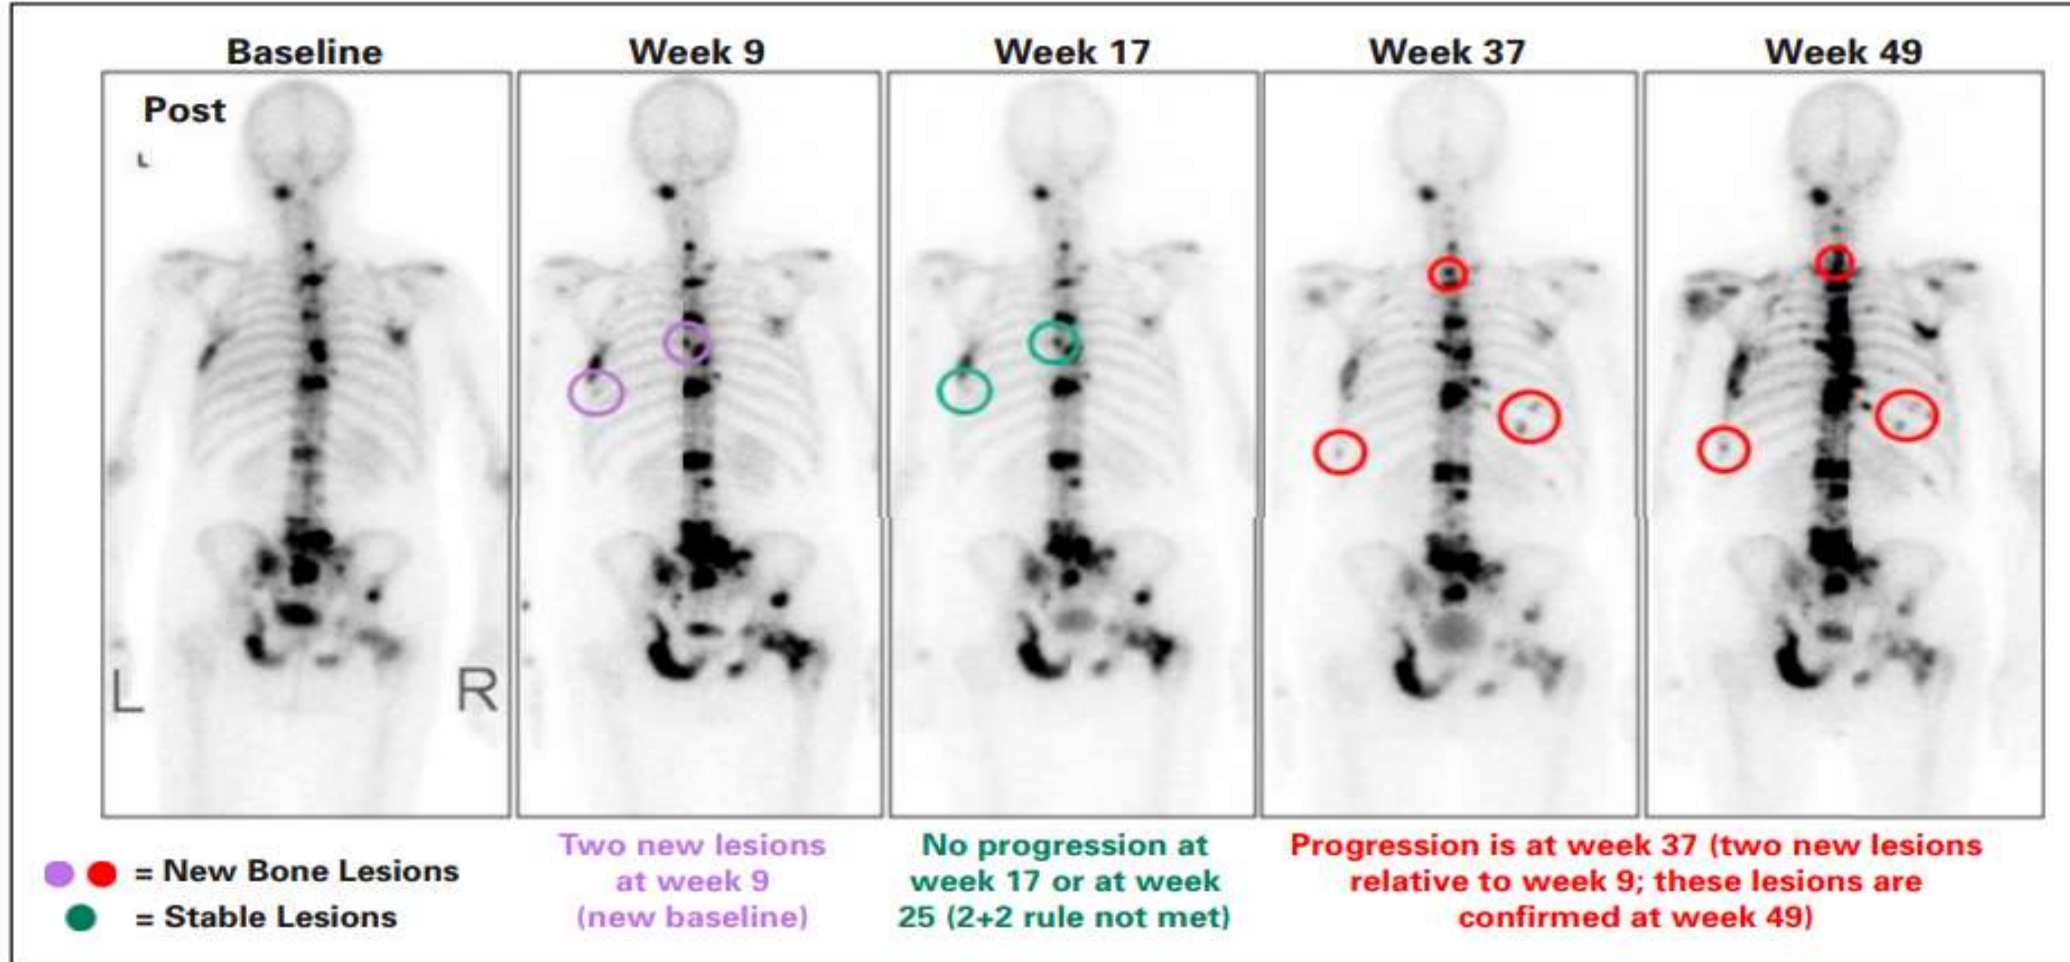 Baseline
Week 9
Week 17
Week 37
Week 49
Post
L
L
R
Two new lesions
at week 9
(new baseline)
No progression at
week 17 or at week
25 (2+2 rule not met)
Progression is at week 37 (two new lesions
relative to week 9; these lesions are
confirmed at week 49)
= New Bone Lesions
= Stable Lesions